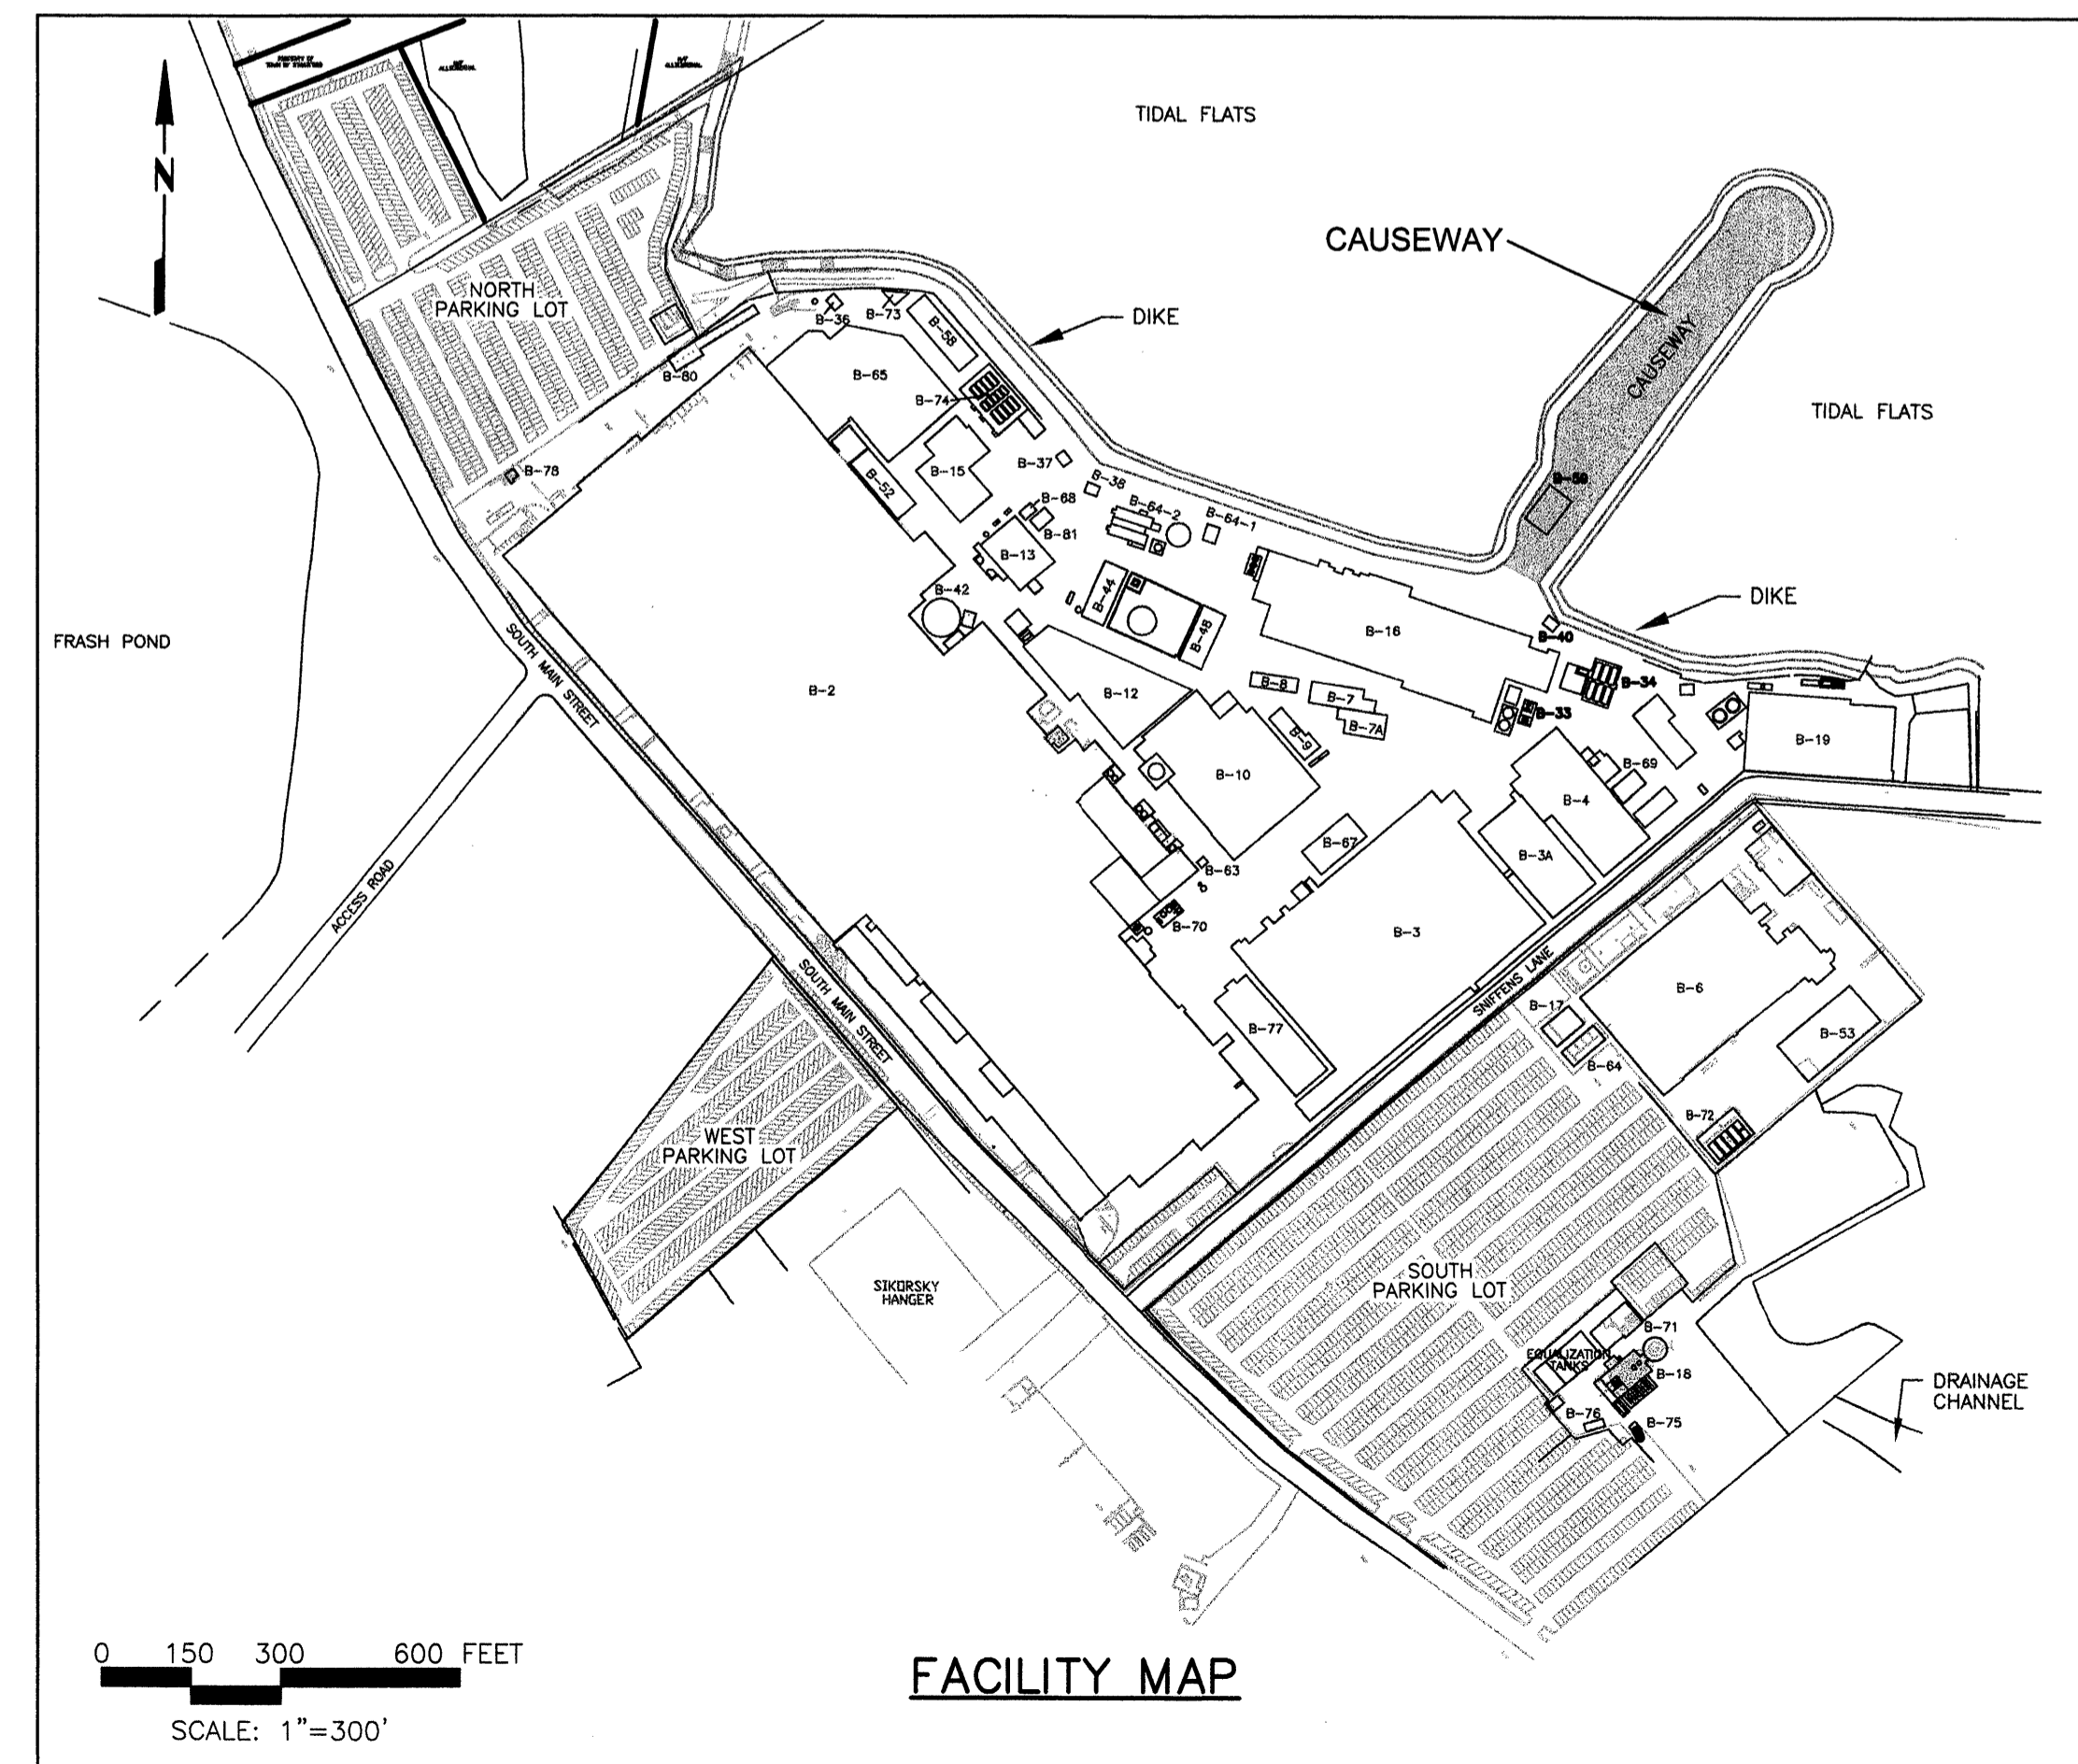 TIDAL FLATS
N
CAUSEWAY
NORTH
PARKING LOT
DIKE
B-36
B-73
B-58
B-65
B-80
B-74
CAUSEWAY
TIDAL FLATS
B-78
B-52
B-15
B-37
B-38
B-68
B-64-2
B-64-1
B-81
B-13
B-42
B-44
B-48
DIKE
FRASH POND
SOUTH MAIN STREET
B-2
B-16
B-40
B-12
B-8
B-7
B-7A
B-34
B-33
B-9
B-10
B-19
B-69
B-4
B-67
B-3A
B-63
ACCESS ROAD
B-70
B-3
SOUTH MAIN STREET
SNIFFENS LANE
B-6
B-17
B-77
B-53
B-64
B-72
WEST
PARKING LOT
SIKORSKY
HANGER
SOUTH
PARKING LOT
B-71
EQUALIZATION
TANKS
B-18
B-76
B-75
DRAINAGE
CHANNEL
0 150 300 600 FEET
SCALE: 1"=300'
FACILITY MAP